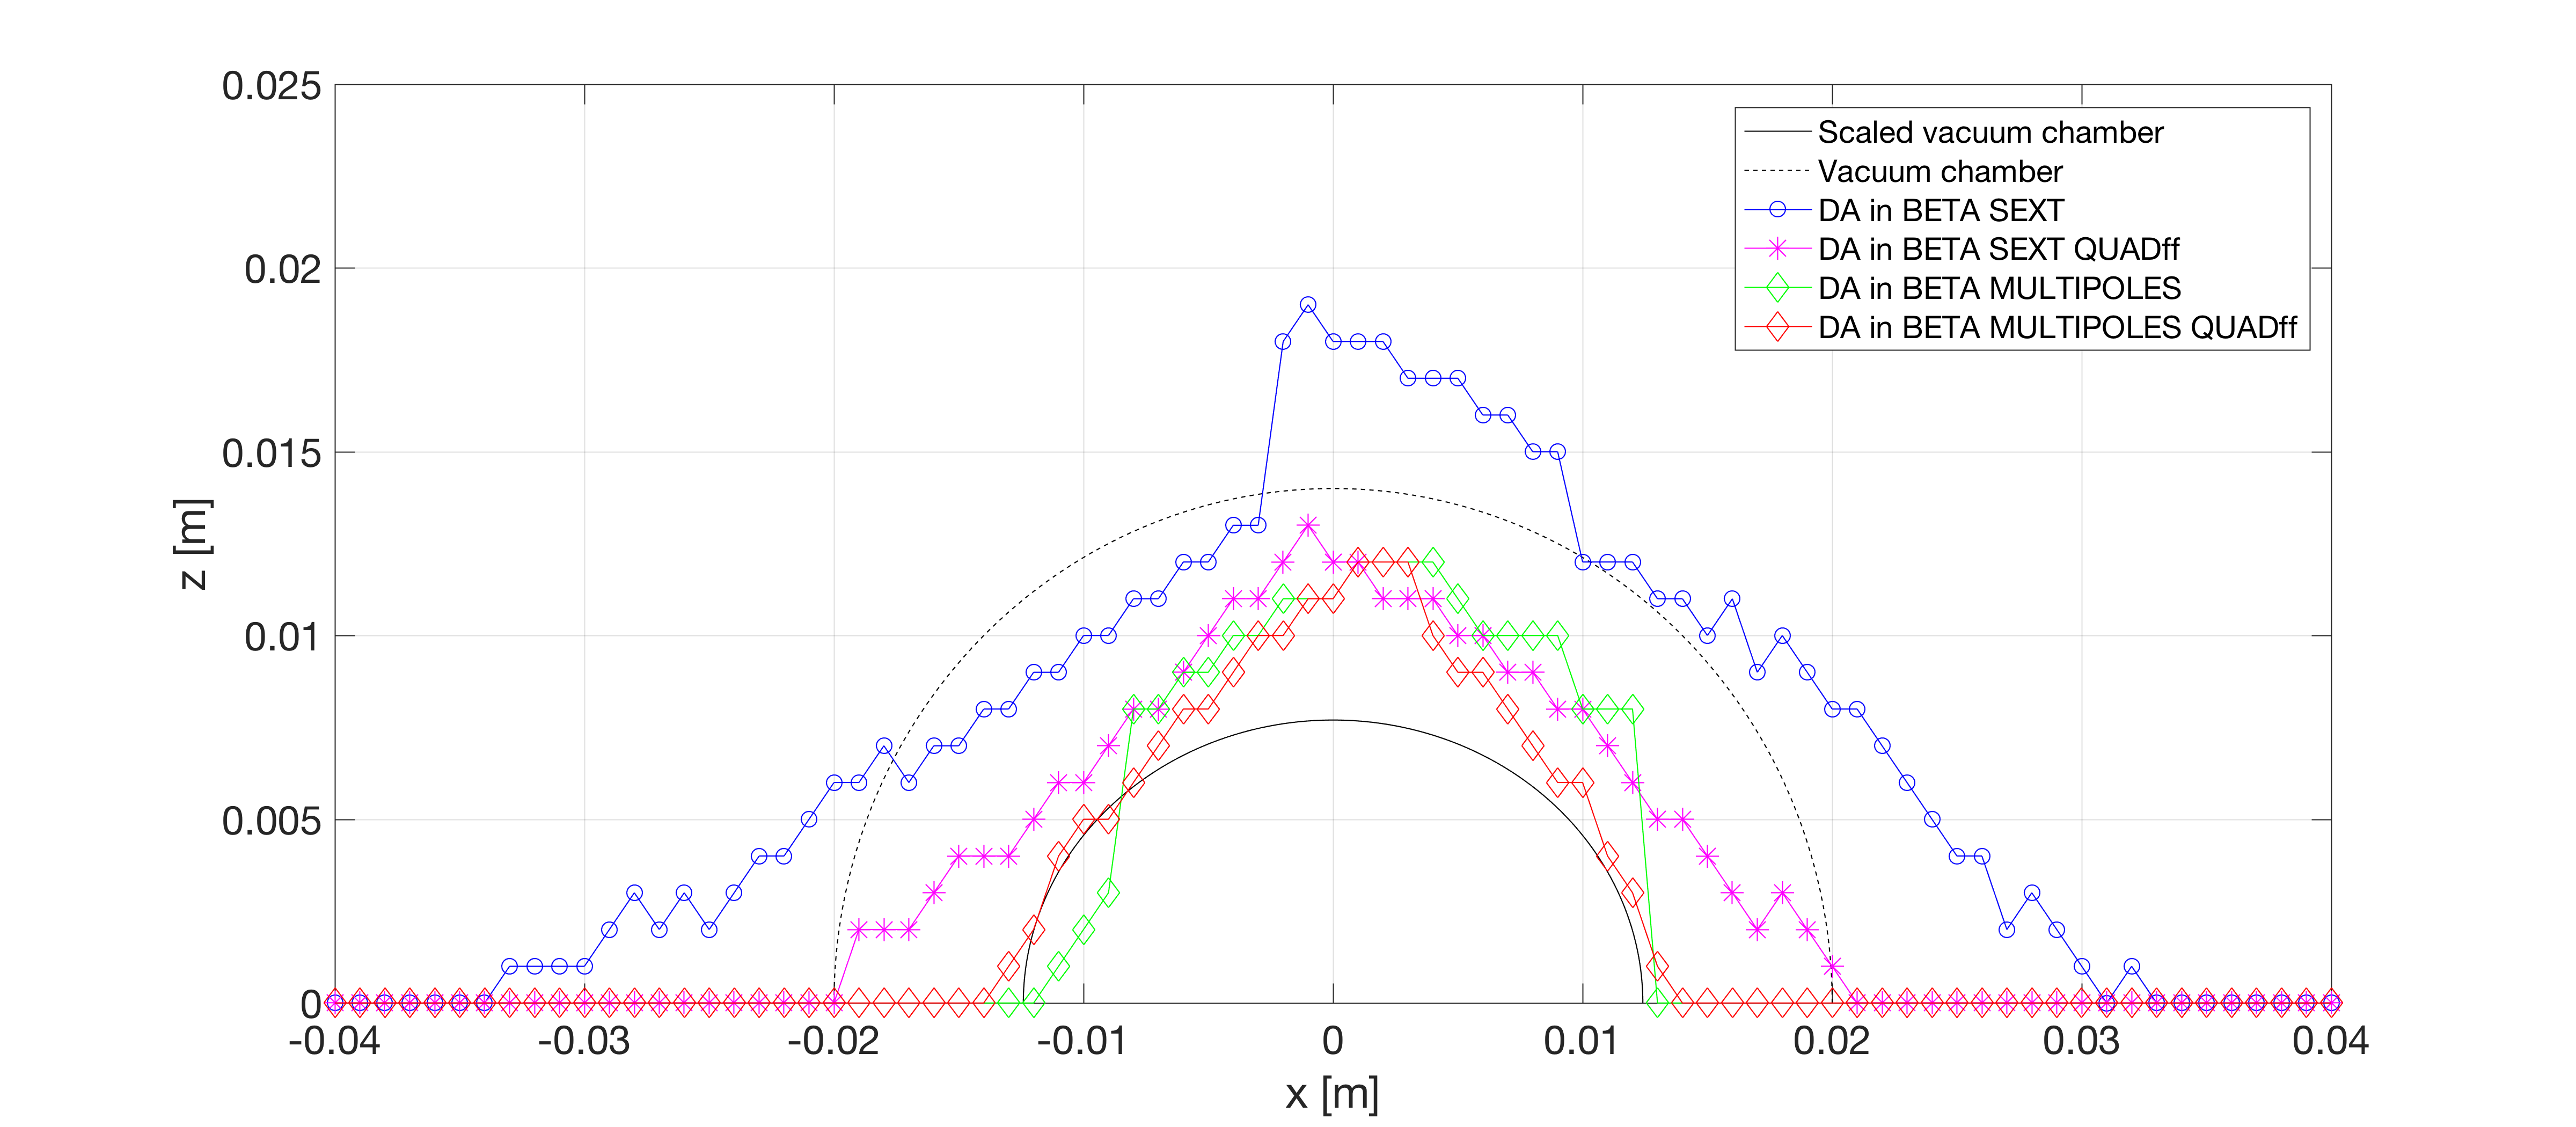 0.025
0.02
0.015
0.01
0.005
0
z [m]
-0.04
-0.03
-0.02
-0.01
0
0.01
0.02
0.03
0.04
x [m]
Scaled vacuum chamber
Vacuum chamber
DA in BETA SEXT
DA in BETA SEXT QUADff
DA in BETA MULTIPOLES
DA in BETA MULTIPOLES QUADff